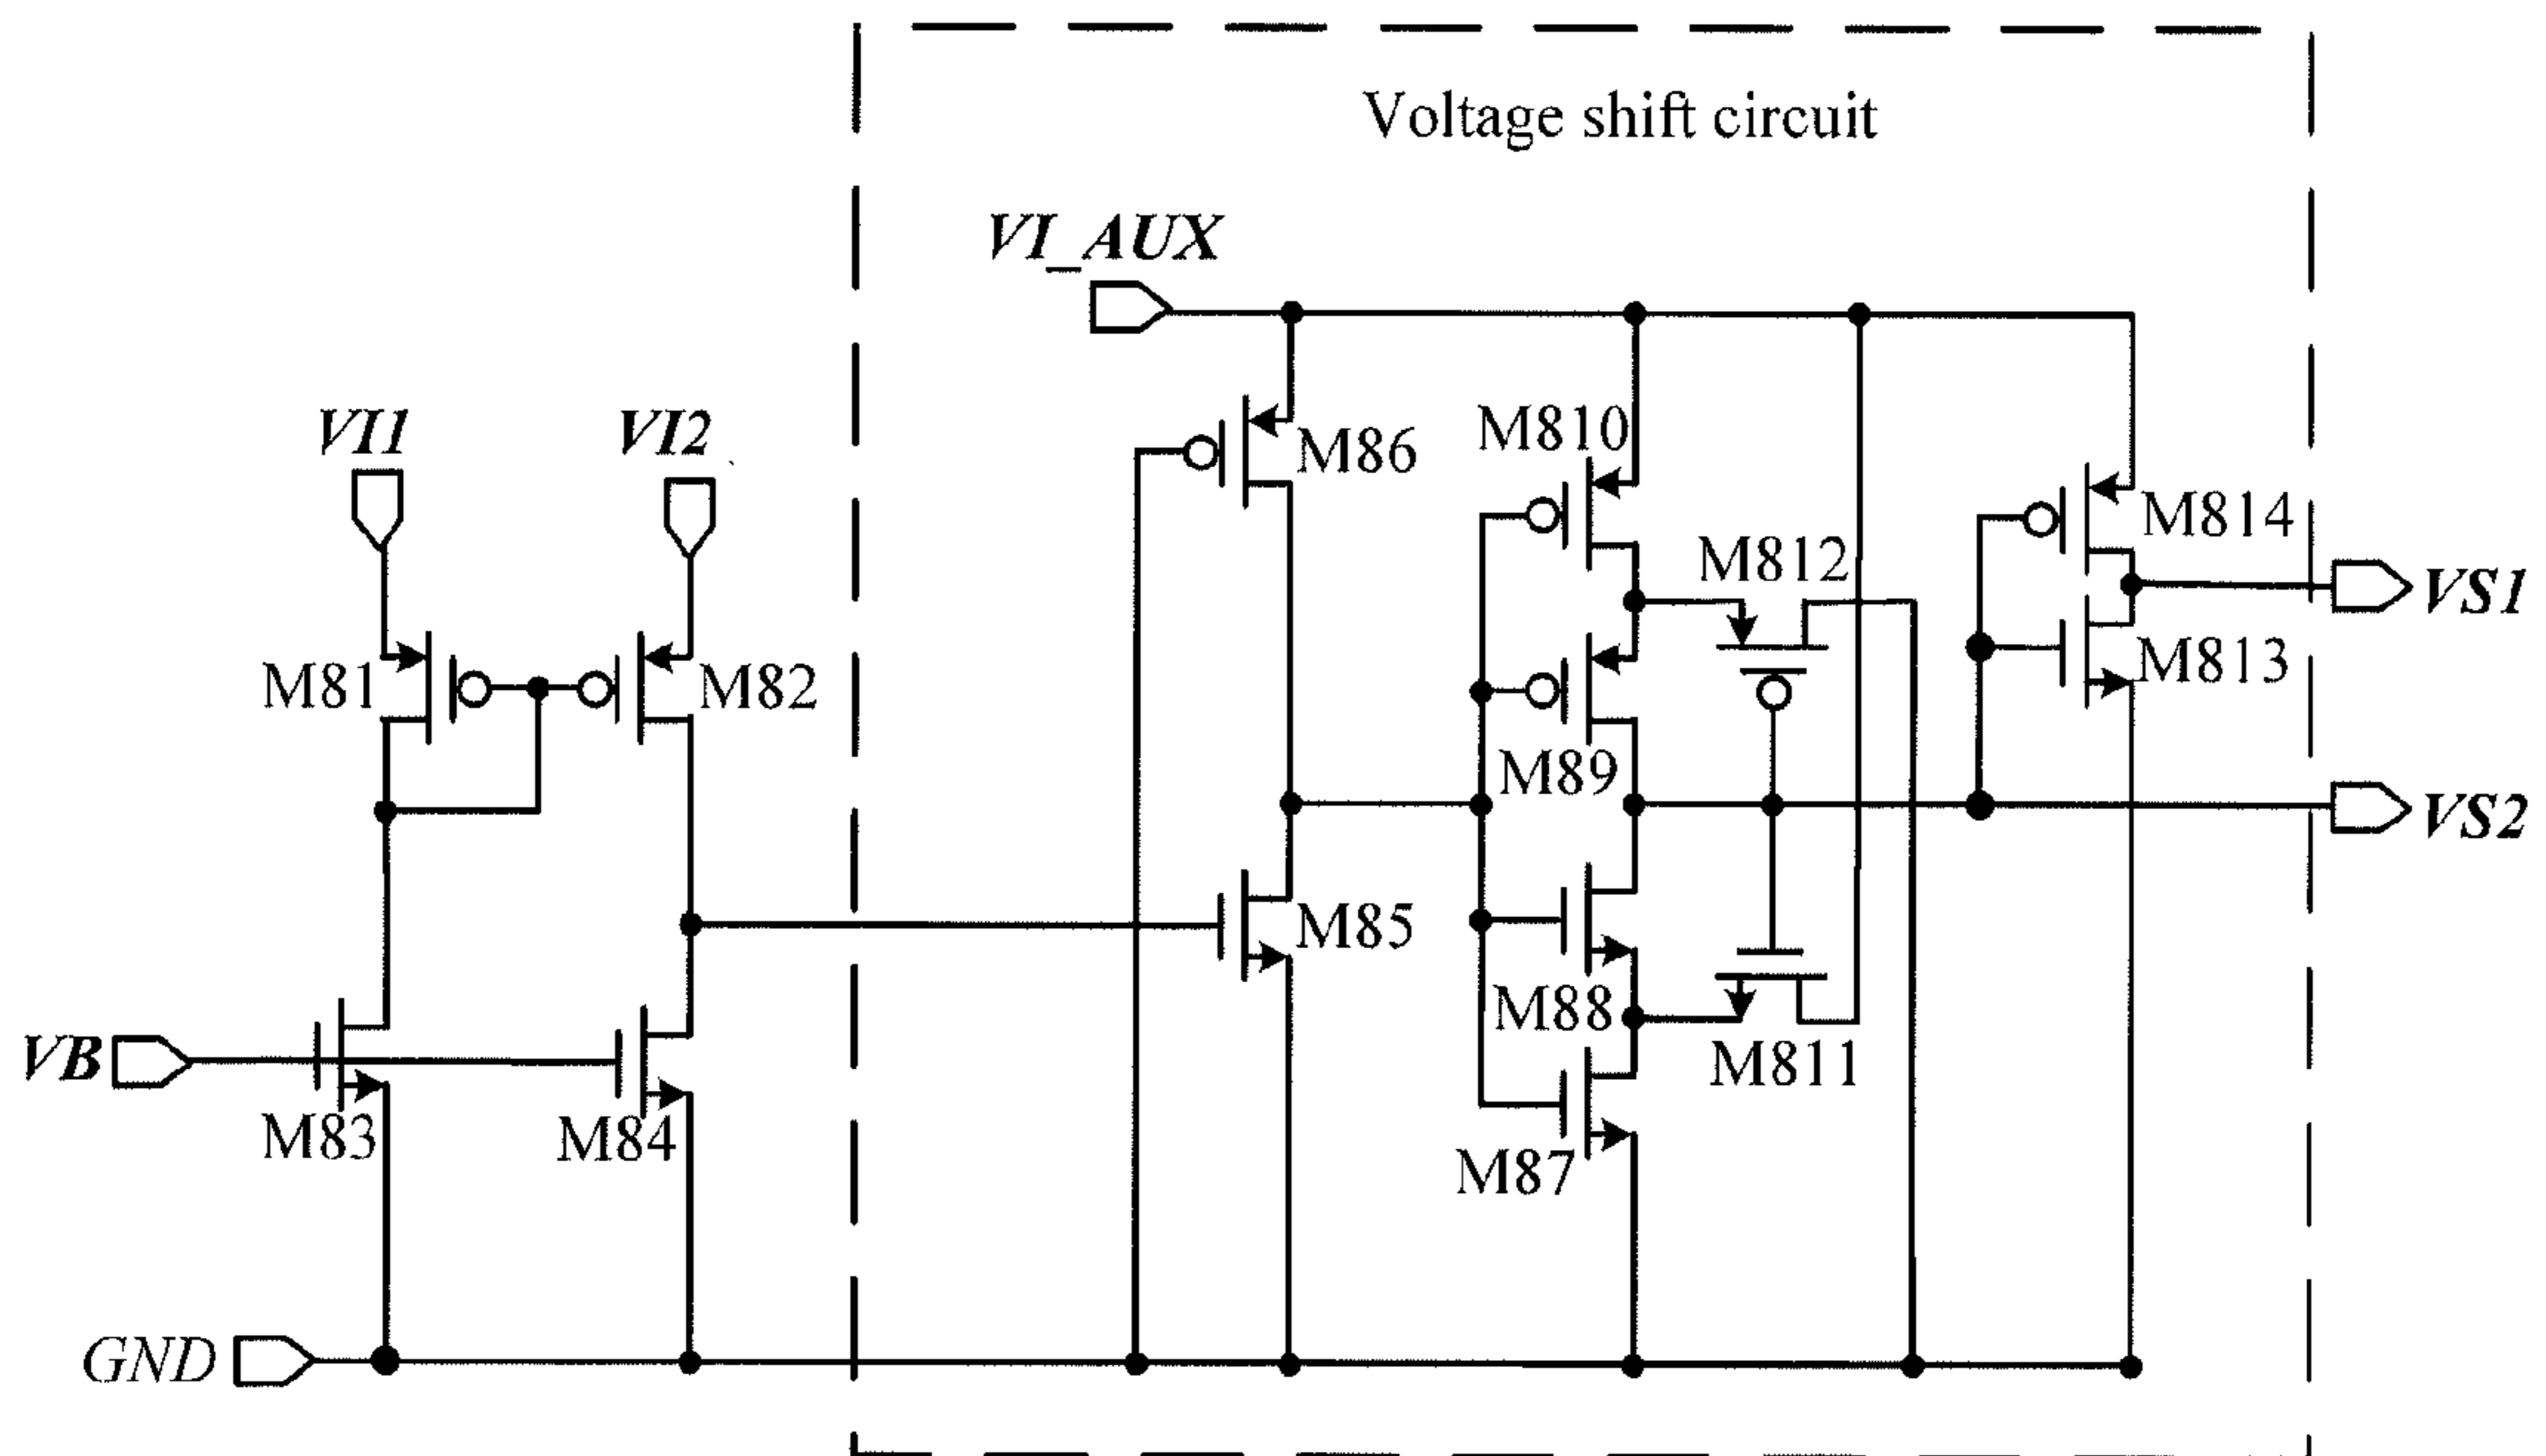 Voltage shift circuit
VI_AUX
VI1
VI2
M810
M86
M812
M814
VS1
M81
M82
M813
M89
VS2
M85
M88
M811
VB
M83
M84
M87
GND